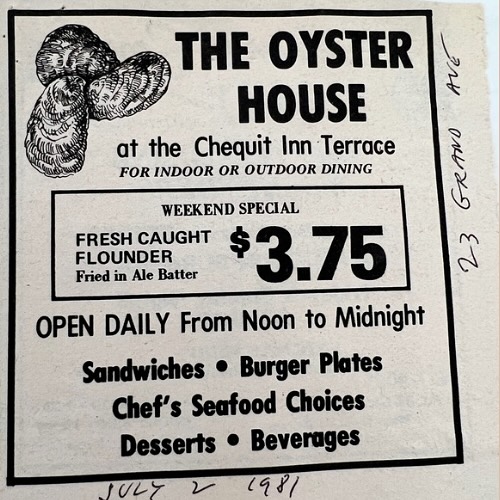 THE OYSTER
HOUSE
at the Chequit Inn Terrace
FOR INDOOR OR OUTDOOR DINING
WEEKEND SPECIAL
FRESH CAUGHT
FLOUNDER
Fried in Ale Batter
$3.75
OPEN DAILY From Noon to Midnight
Sandwiches • Burger Plates
Chef's Seafood Choices
Desserts • Beverages
JULY 2 1981
23 GRAND AVE